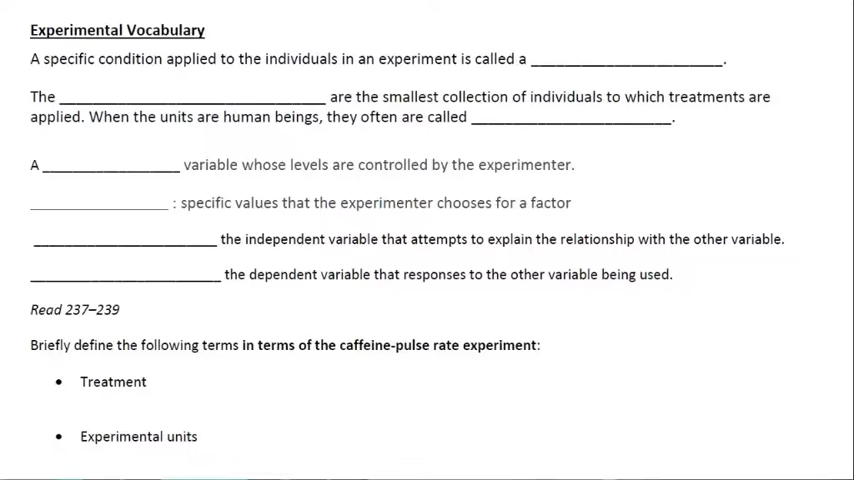 Experimental Vocabulary
A specific condition applied to the individuals in an experiment is called a _______________________.
The ________________________________ are the smallest collection of individuals to which treatments are
applied. When the units are human beings, they often are called ________________________.
A _________________ variable whose levels are controlled by the experimenter.
_________________ : specific values that the experimenter chooses for a factor
______________________ the independent variable that attempts to explain the relationship with the other variable.
_______________________ the dependent variable that responses to the other variable being used.
Read 237–239
Briefly define the following terms in terms of the caffeine-pulse rate experiment:
• Treatment
• Experimental units